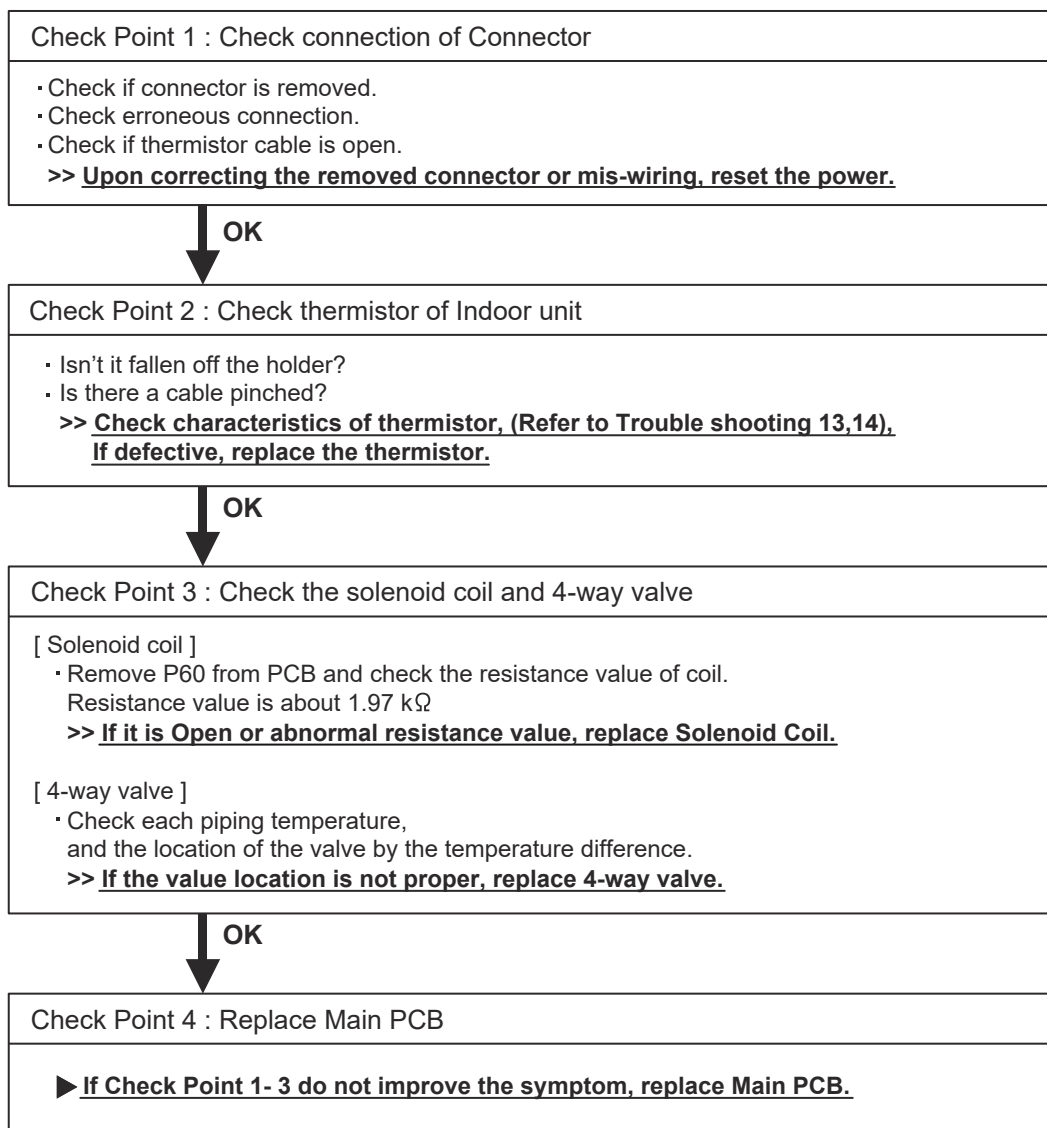 Check Point 1 : Check connection of Connector
· Check if connector is removed.
· Check erroneous connection.
· Check if thermistor cable is open.
>> Upon correcting the removed connector or mis-wiring, reset the power.
OK
Check Point 2 : Check thermistor of Indoor unit
· Isn't it fallen off the holder?
· Is there a cable pinched?
>> Check characteristics of thermistor, (Refer to Trouble shooting 13,14),
If defective, replace the thermistor.
OK
Check Point 3 : Check the solenoid coil and 4-way valve
[ Solenoid coil ]
· Remove P60 from PCB and check the resistance value of coil.
Resistance value is about 1.97 kΩ
>> If it is Open or abnormal resistance value, replace Solenoid Coil.
[ 4-way valve ]
· Check each piping temperature,
and the location of the valve by the temperature difference.
>> If the value location is not proper, replace 4-way valve.
OK
Check Point 4 : Replace Main PCB
▶ If Check Point 1- 3 do not improve the symptom, replace Main PCB.